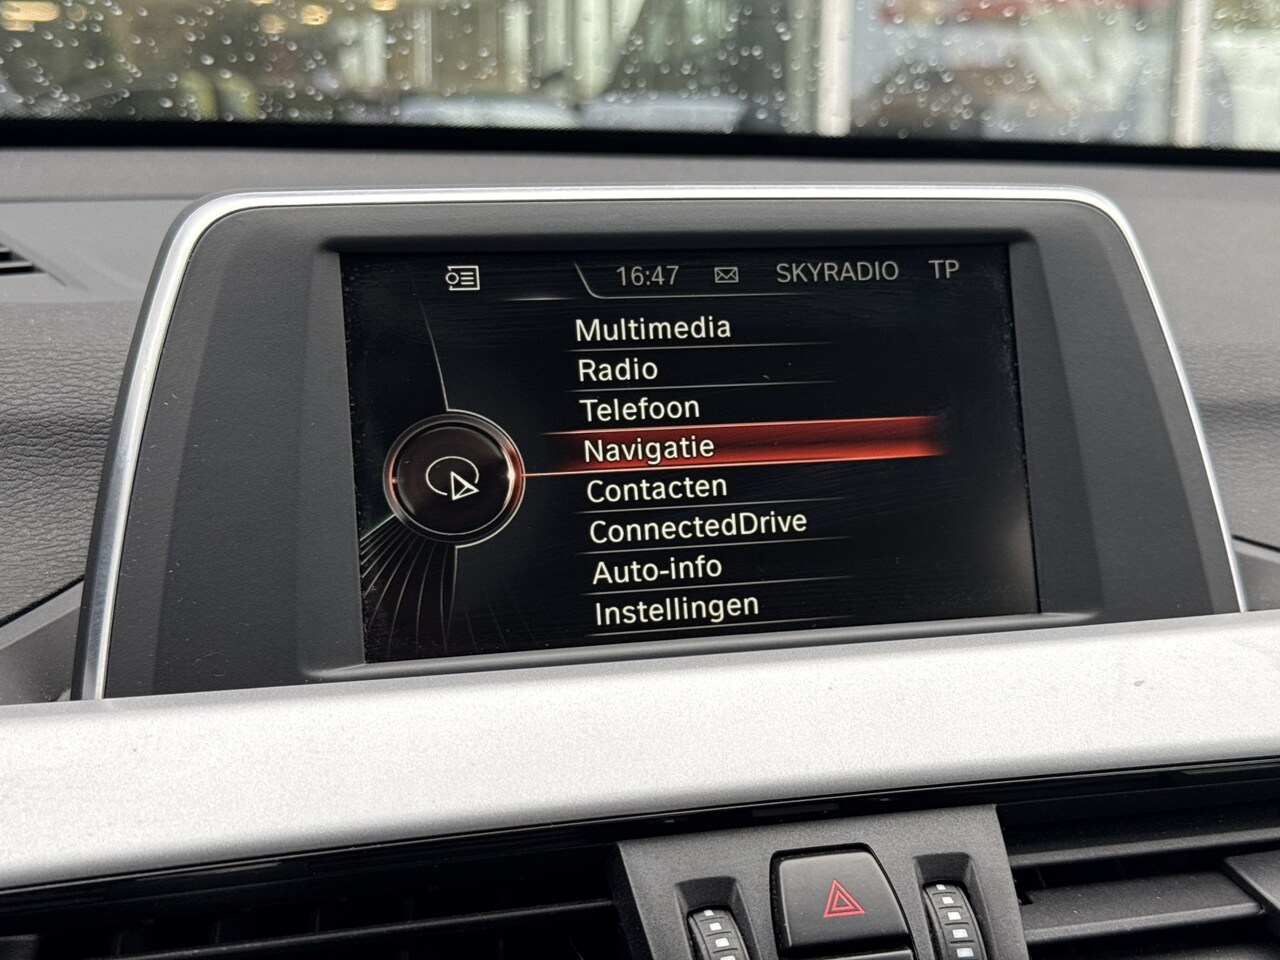 16:47 SKYRADIO TP
Multimedia
Radio
Telefoon
Navigatie
Contacten
ConnectedDrive
Auto-info
Instellingen